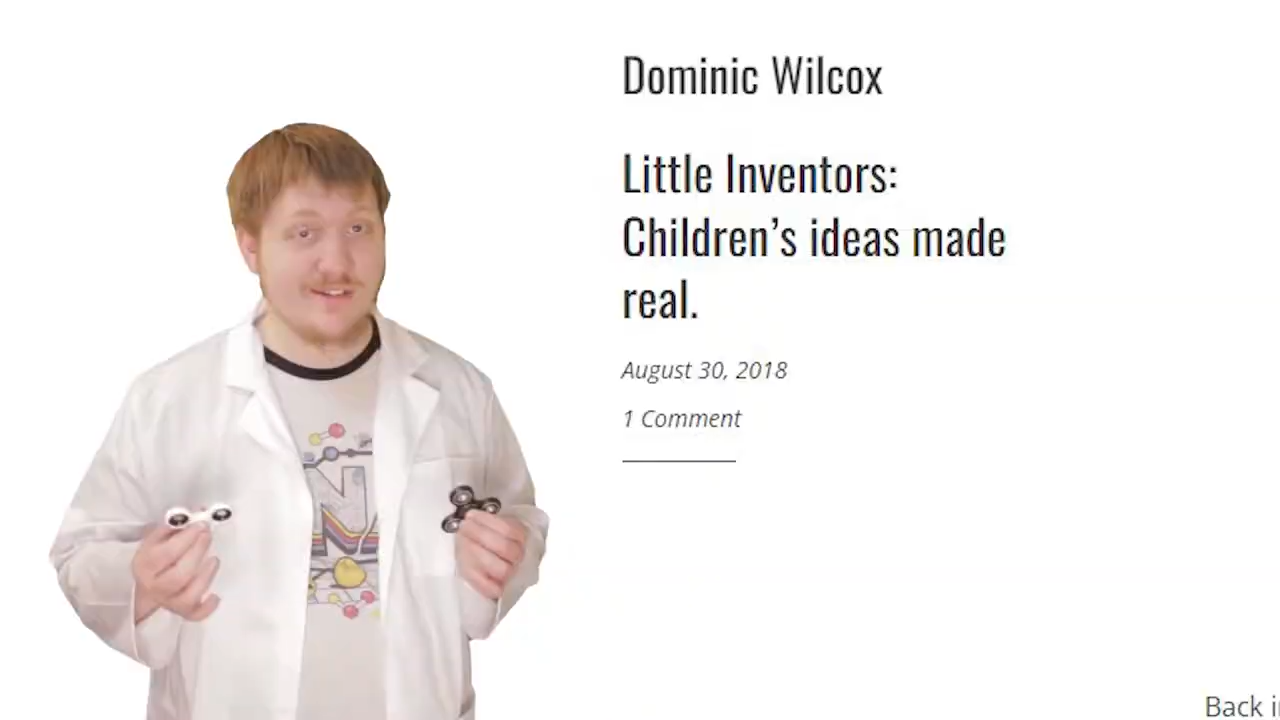 Dominic Wilcox
Little Inventors:
Children’s ideas made
real.
August 30, 2018
1 Comment
Back